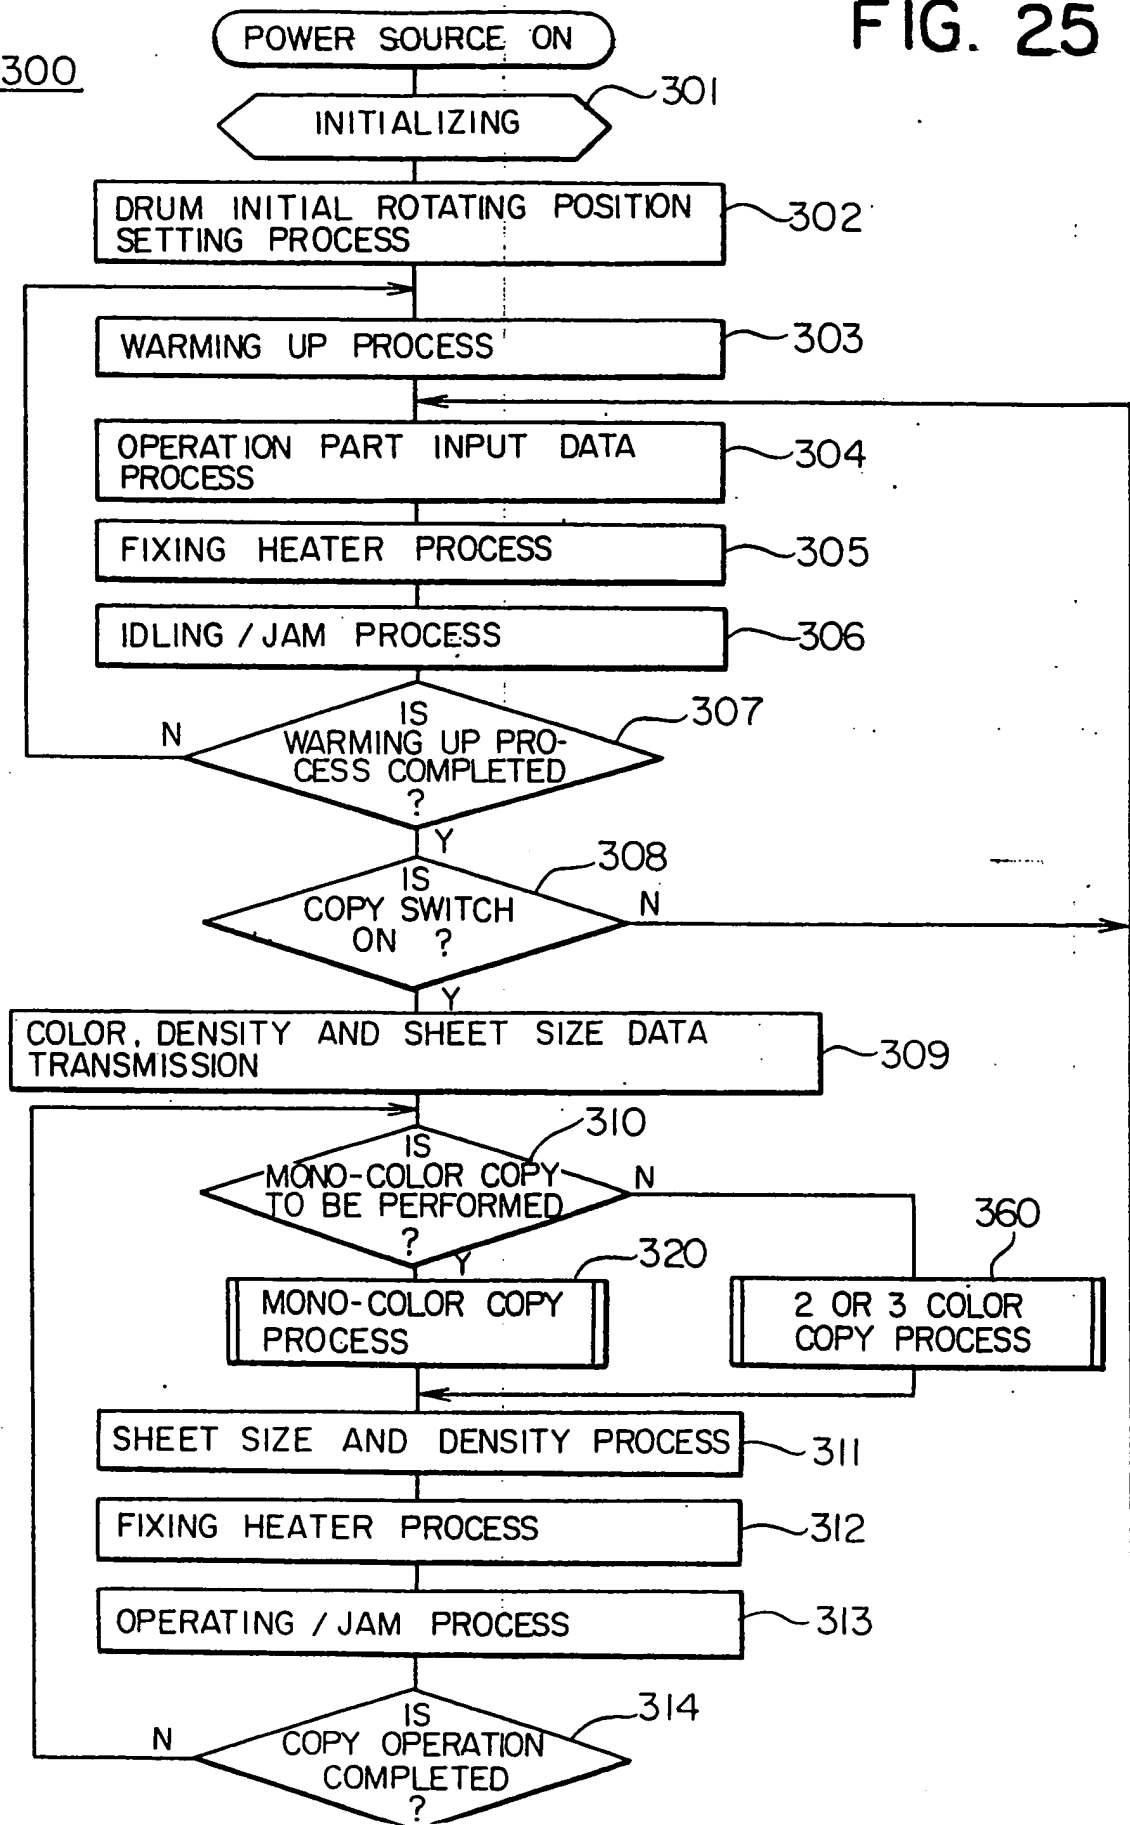 FIG. 25
300
POWER SOURCE ON
INITIALIZING
301
DRUM INITIAL ROTATING POSITION
SETTING PROCESS
302
WARMING UP PROCESS
303
OPERATION PART INPUT DATA
PROCESS
304
FIXING HEATER PROCESS
305
IDLING / JAM PROCESS
306
IS
WARMING UP PRO-
CESS COMPLETED
?
307
N
Y
IS
COPY SWITCH
ON ?
308
N
Y
COLOR, DENSITY AND SHEET SIZE DATA
TRANSMISSION
309
IS
MONO-COLOR COPY
TO BE PERFORMED
?
310
N
Y
MONO-COLOR COPY
PROCESS
320
2 OR 3 COLOR
COPY PROCESS
360
SHEET SIZE AND DENSITY PROCESS
311
FIXING HEATER PROCESS
312
OPERATING / JAM PROCESS
313
IS
COPY OPERATION
COMPLETED
?
314
N